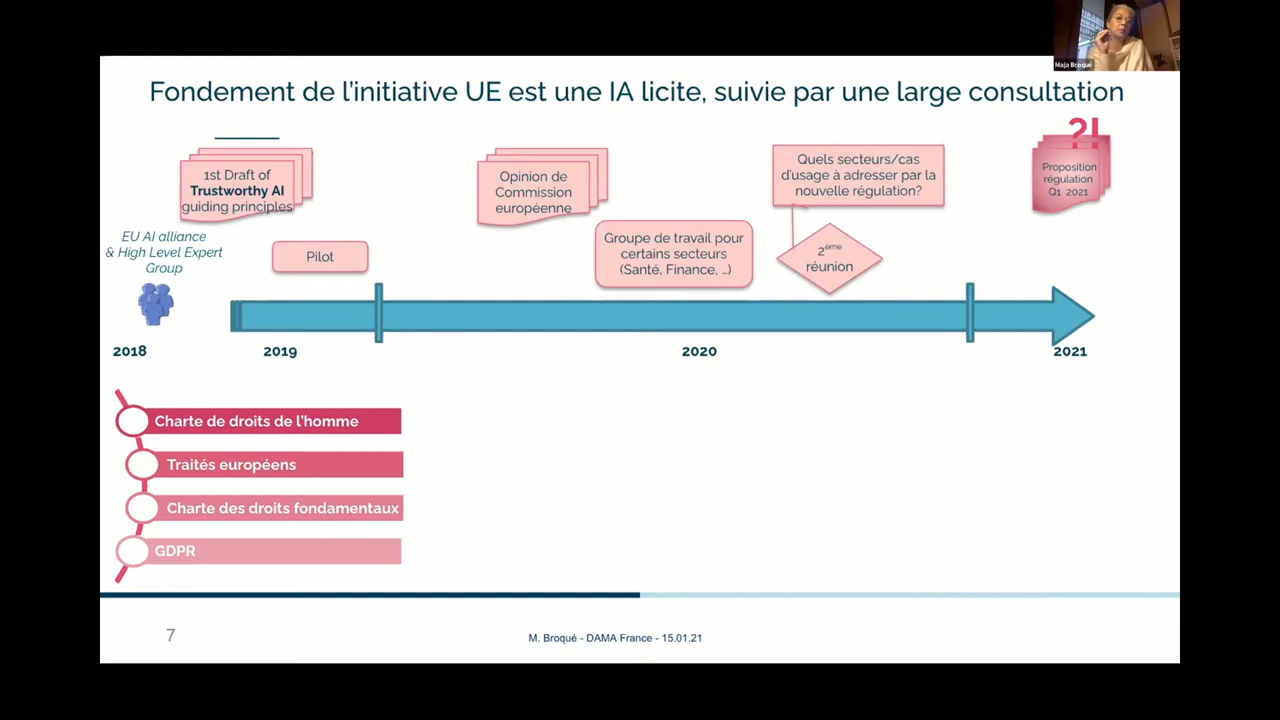 Maja Broqué
Fondement de l'initiative UE est une IA licite, suivie par une large consultation
1st Draft of
Trustworthy AI
guiding principles
EU AI alliance
& High Level Expert
Group
Pilot
Opinion de
Commission
européenne
Groupe de travail pour
certains secteurs
(Santé, Finance, ...)
Quels secteurs/cas
d'usage à adresser par la
nouvelle régulation?
2ème
réunion
?!
Proposition
régulation
Q1 2021
2018
2019
2020
2021
Charte de droits de l'homme
Traités européens
Charte des droits fondamentaux
GDPR
7
M. Broqué - DAMA France - 15.01.21